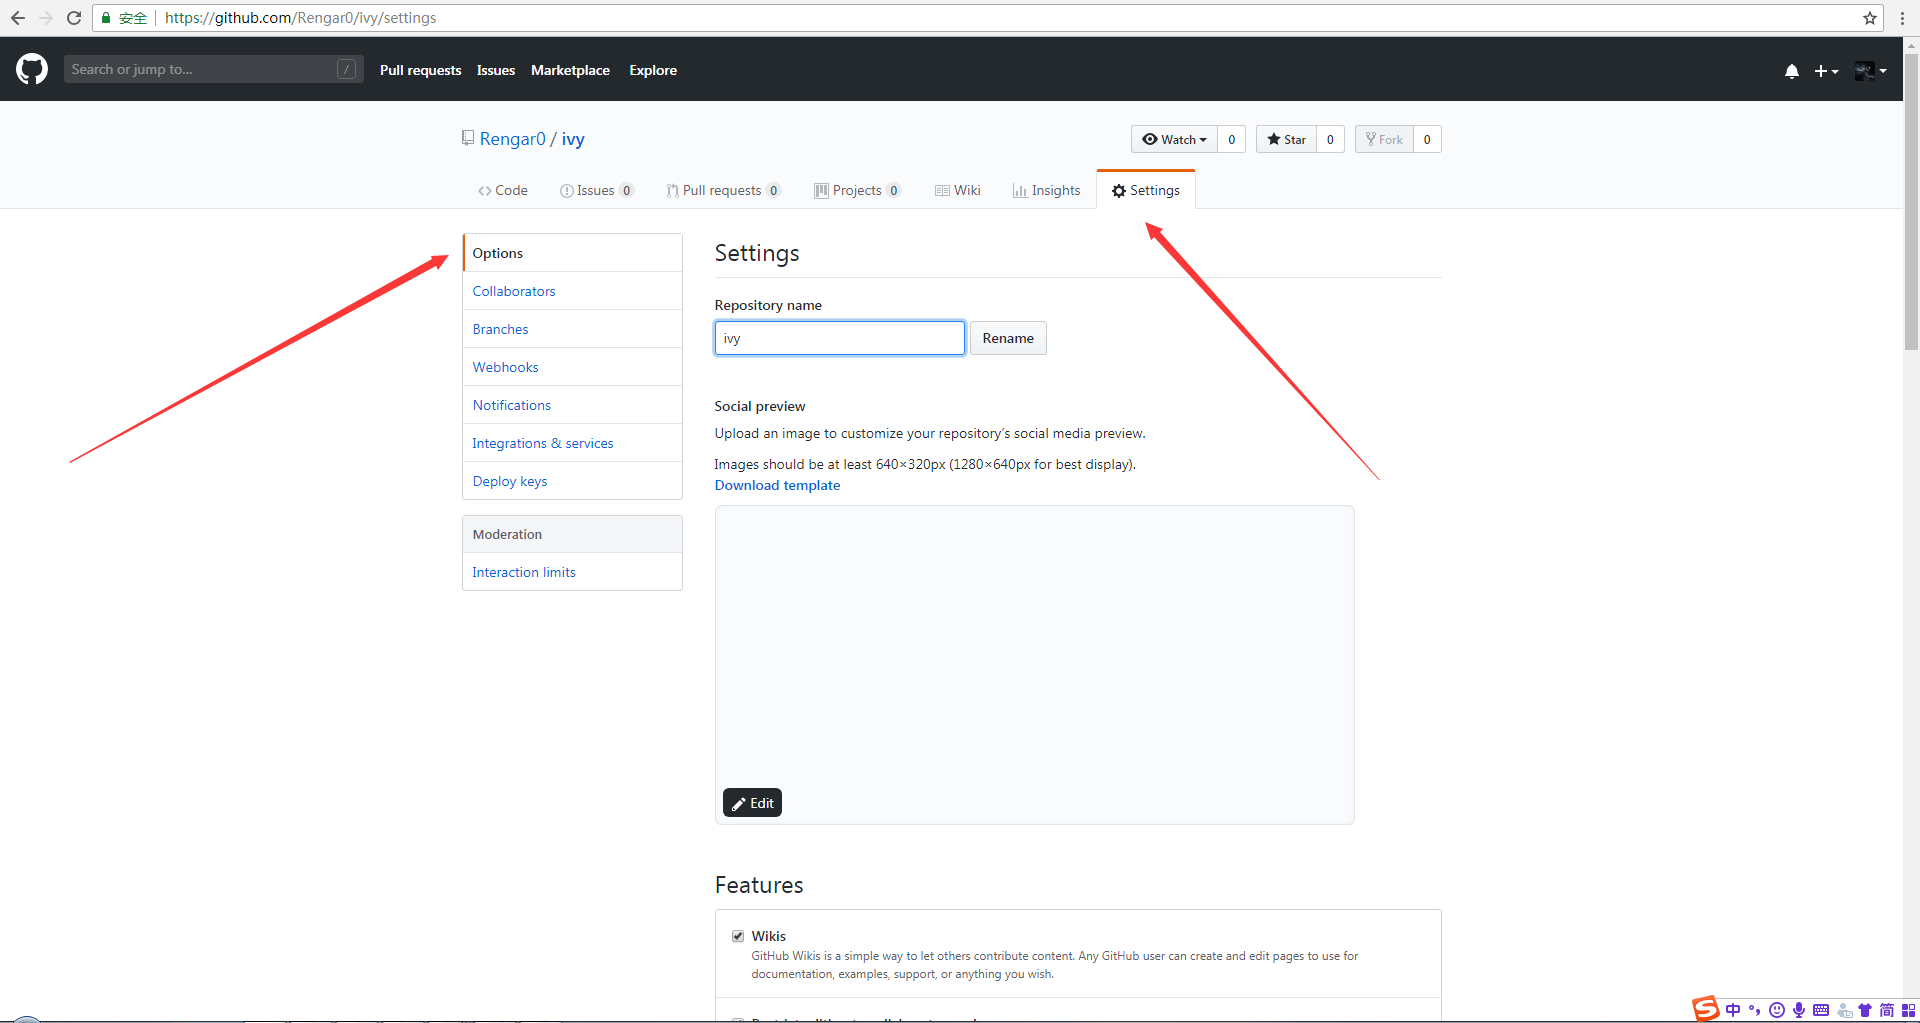 安全 https://github.com/Rengar0/ivy/settings
Search or jump to... / Pull requests Issues Marketplace Explore
Rengar0 / ivy
Watch 0 Star 0 Fork 0
Code Issues 0 Pull requests 0 Projects 0 Wiki Insights Settings
Options
Collaborators
Branches
Webhooks
Notifications
Integrations & services
Deploy keys
Moderation
Interaction limits
Settings
Repository name
ivy Rename
Social preview
Upload an image to customize your repository's social media preview.
Images should be at least 640×320px (1280×640px for best display).
Download template
Edit
Features
Wikis
GitHub Wikis is a simple way to let others contribute content. Any GitHub user can create and edit pages to use for
documentation, examples, support, or anything you wish.
S 中 简